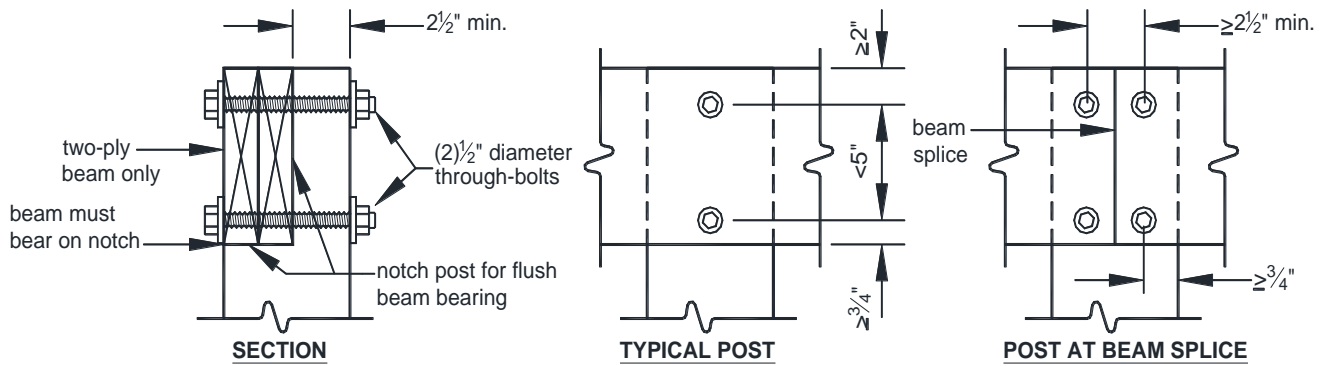 2½" min.
two-ply
beam only
beam must
bear on notch
(2)½" diameter
through-bolts
notch post for flush
beam bearing
SECTION
≥2"
<5"
≥¾"
TYPICAL POST
≥2½" min.
beam
splice
≥¾"
POST AT BEAM SPLICE